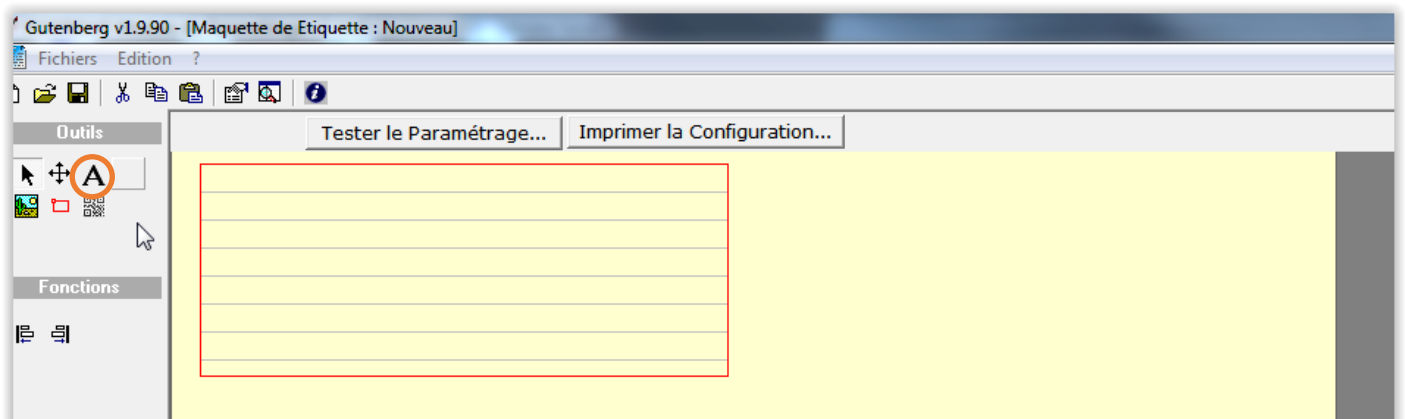 Gutenberg v1.9.90 - [Maquette de Etiquette : Nouveau]
Fichiers Edition ?
Outils
Tester le Paramétrage... Imprimer la Configuration...
A
Fonctions